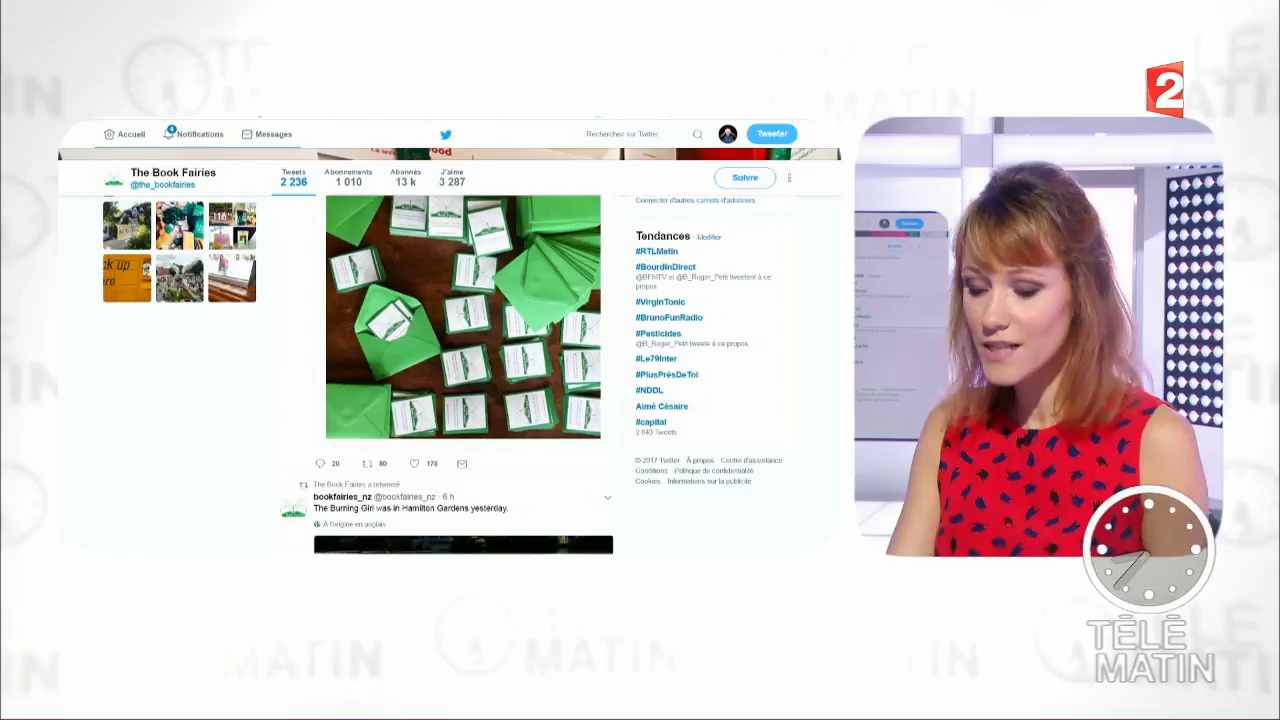 2
Accueil
4
Notifications
Messages
Recherchez sur Twitter
Tweeter
The Book Fairies
@the_bookfairies
Tweets
2 236
Abonnements
1 010
Abonnés
13 k
J'aime
3 287
Suivre
Connecter d'autres carnets d'adresses
Tendances · Modifier
#RTLMatin
#BourdinDirect
@BFMTV et @B_Roger_Petit tweetent à ce
propos
#VirginTonic
#BrunoFunRadio
#Pesticides
@B_Roger_Petit tweete à ce propos
#Le79Inter
#PlusPrèsDeToi
#NDDL
Aimé Césaire
#capital
2 643 Tweets
© 2017 Twitter À propos Centre d'assistance
Conditions Politique de confidentialité
Cookies Informations sur la publicité
20
80
178
The Book Fairies a retweeté
bookfairies_nz @bookfairies_nz · 6 h
The Burning Girl was in Hamilton Gardens yesterday.
À l'origine en anglais
TÉLÉ
MATIN